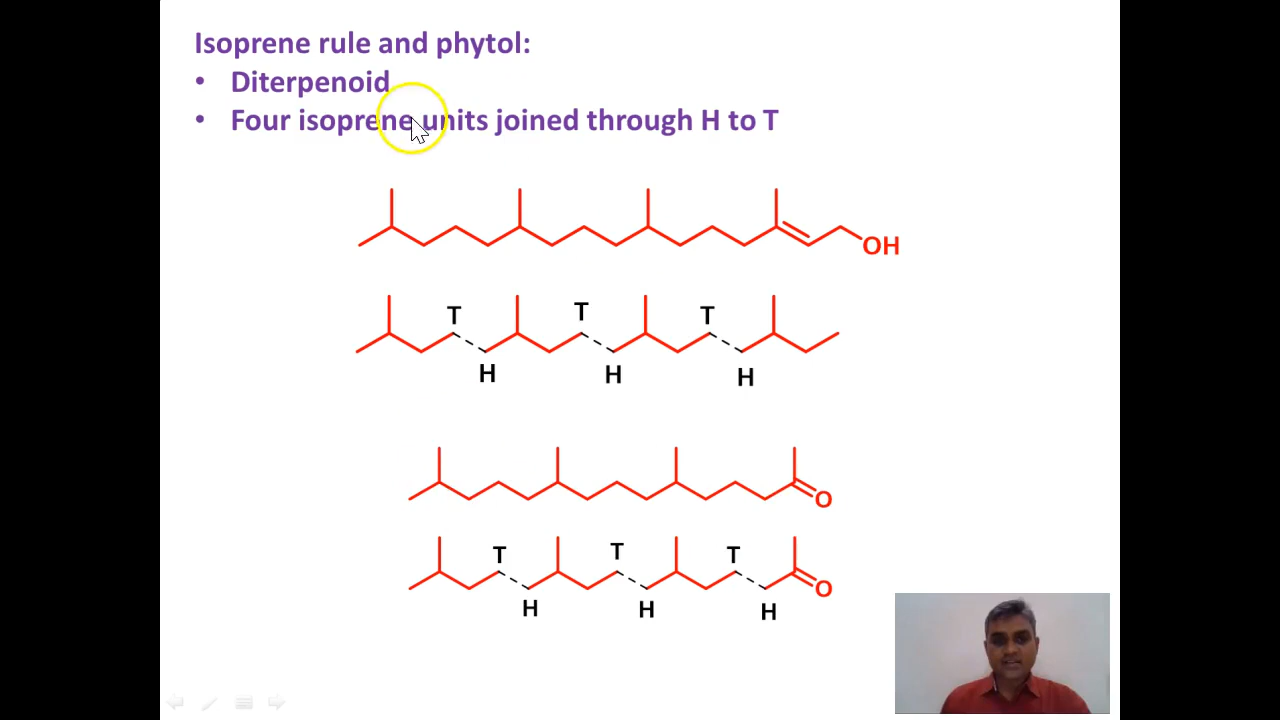 Isoprene rule and phytol:
• Diterpenoid
• Four isoprene units joined through H to T
OH
T T T
H H H
O
T T T
H H H
O